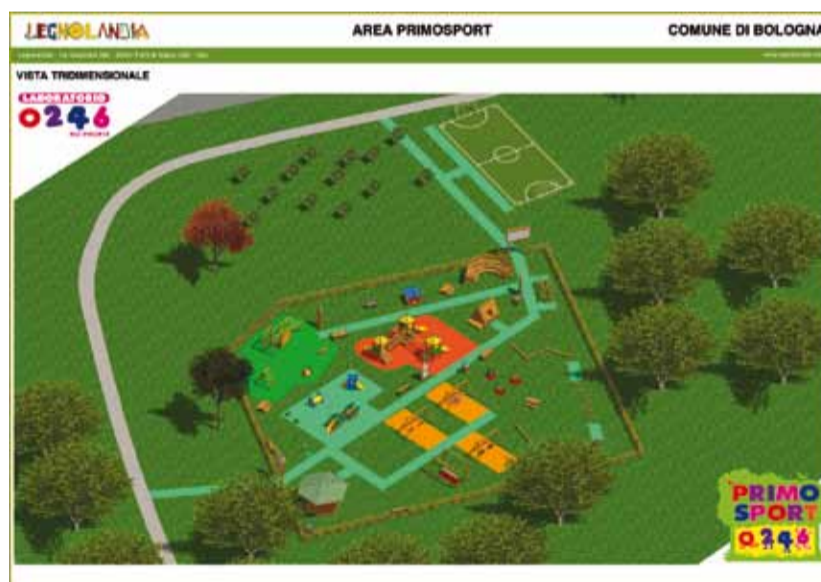 LEGNOLANDIA
AREA PRIMOSPORT
COMUNE DI BOLOGNA
VISTA TRIDIMENSIONALE
LABORATORIO
0246
PRIMO
SPORT
0246